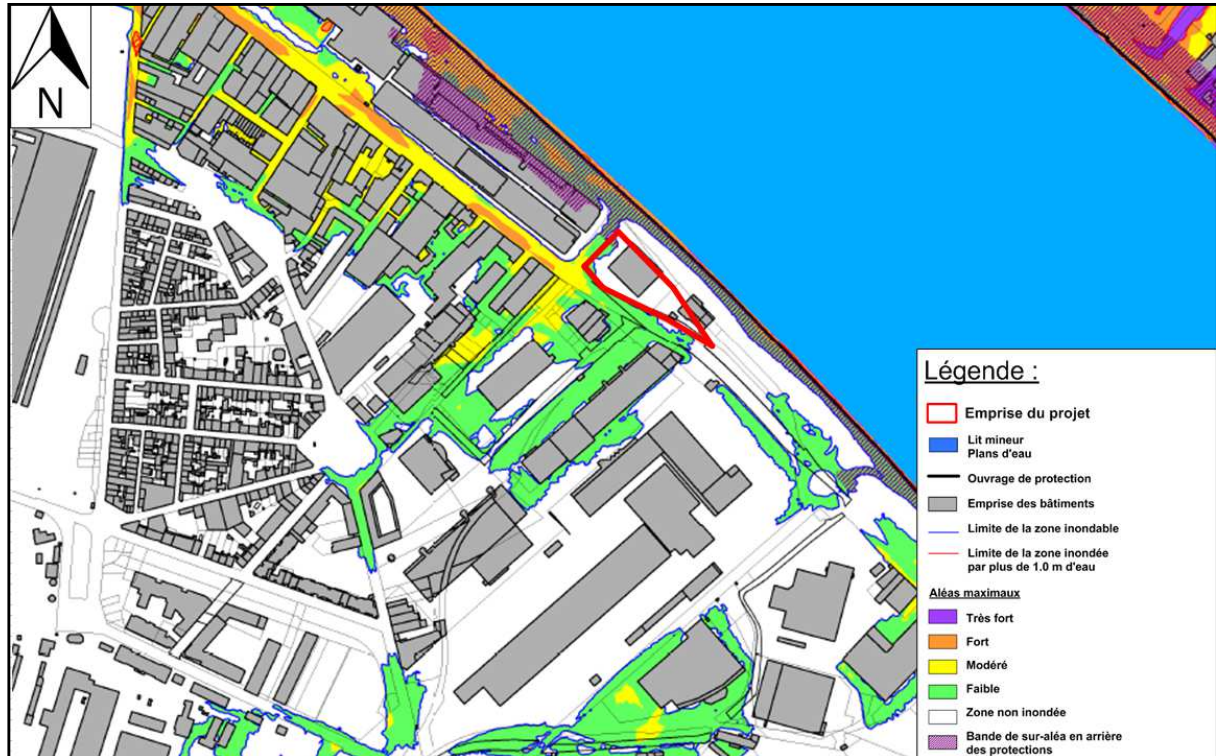 N
Légende :
Emprise du projet
Lit mineur
Plans d'eau
Ouvrage de protection
Emprise des bâtiments
Limite de la zone inondable
Limite de la zone inondée
par plus de 1.0 m d'eau
Aléas maximaux
Très fort
Fort
Modéré
Faible
Zone non inondée
Bande de sur-aléa en arrière
des protections